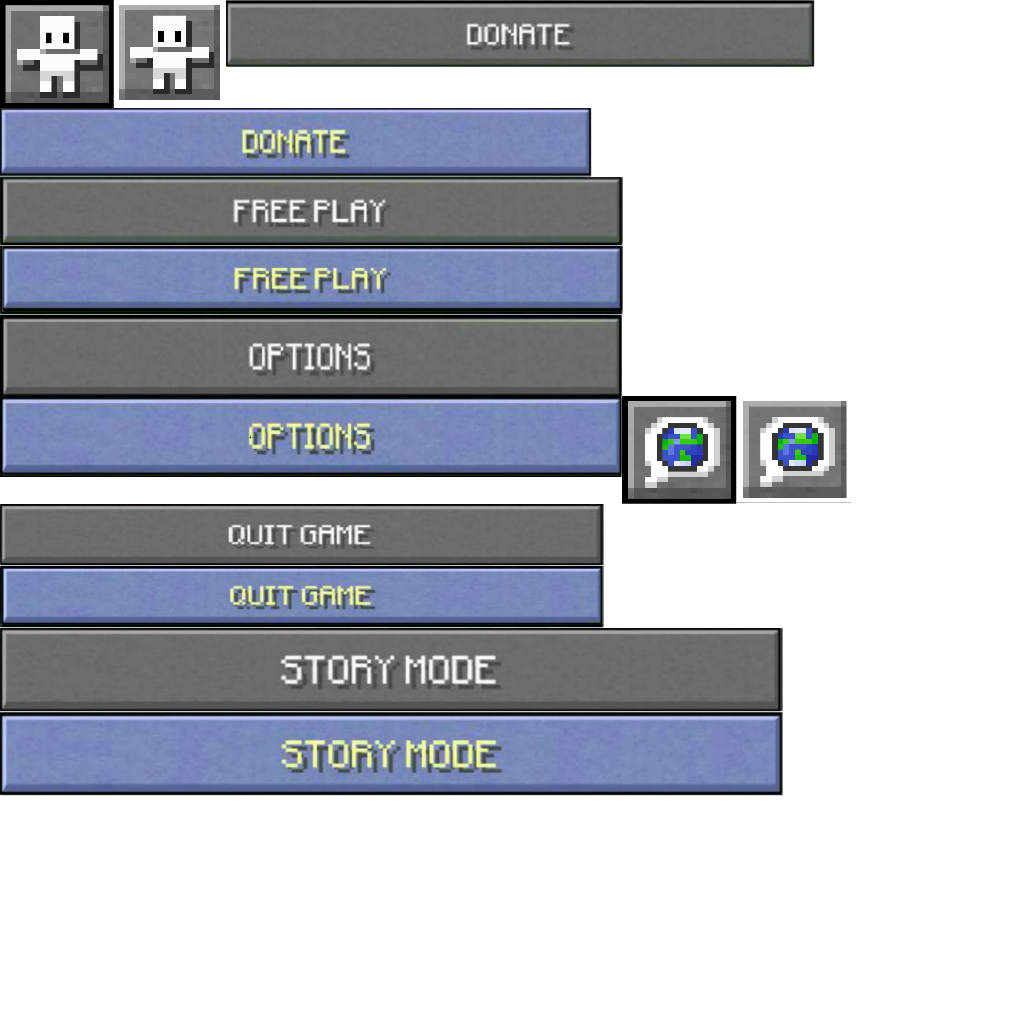 DONATE
DONATE
FREE PLAY
FREE PLAY
OPTIONS
OPTIONS
QUIT GAME
QUIT GAME
STORY MODE
STORY MODE